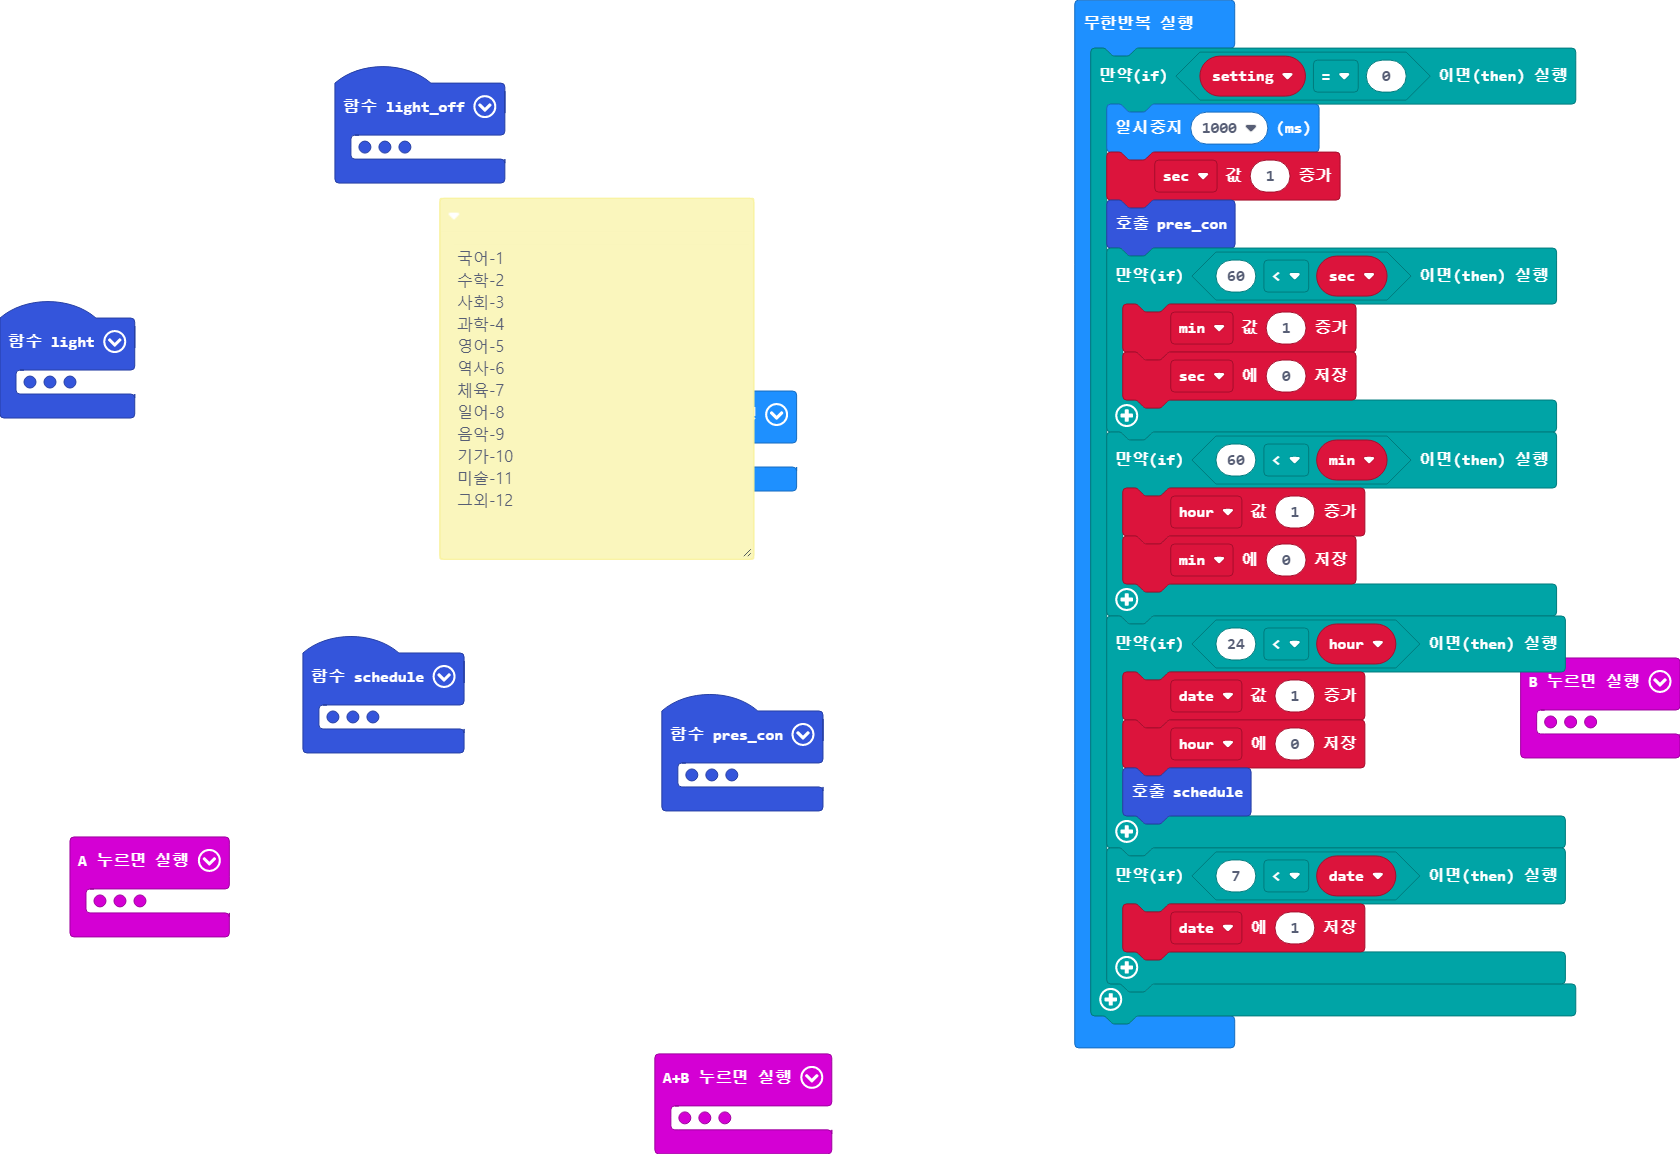 함수 light_off
국어-1
수학-2
사회-3
과학-4
영어-5
역사-6
체육-7
일어-8
음악-9
기가-10
미술-11
그외-12
함수 light
함수 schedule
함수 pres_con
A 누르면 실행
A+B 누르면 실행
무한반복 실행
만약(if) setting = 0 이면(then) 실행
일시중지 1000 (ms)
sec 값 1 증가
호출 pres_con
만약(if) 60 < sec 이면(then) 실행
min 값 1 증가
sec 에 0 저장
만약(if) 60 < min 이면(then) 실행
hour 값 1 증가
min 에 0 저장
만약(if) 24 < hour 이면(then) 실행
date 값 1 증가
hour 에 0 저장
호출 schedule
만약(if) 7 < date 이면(then) 실행
date 에 1 저장
B 누르면 실행